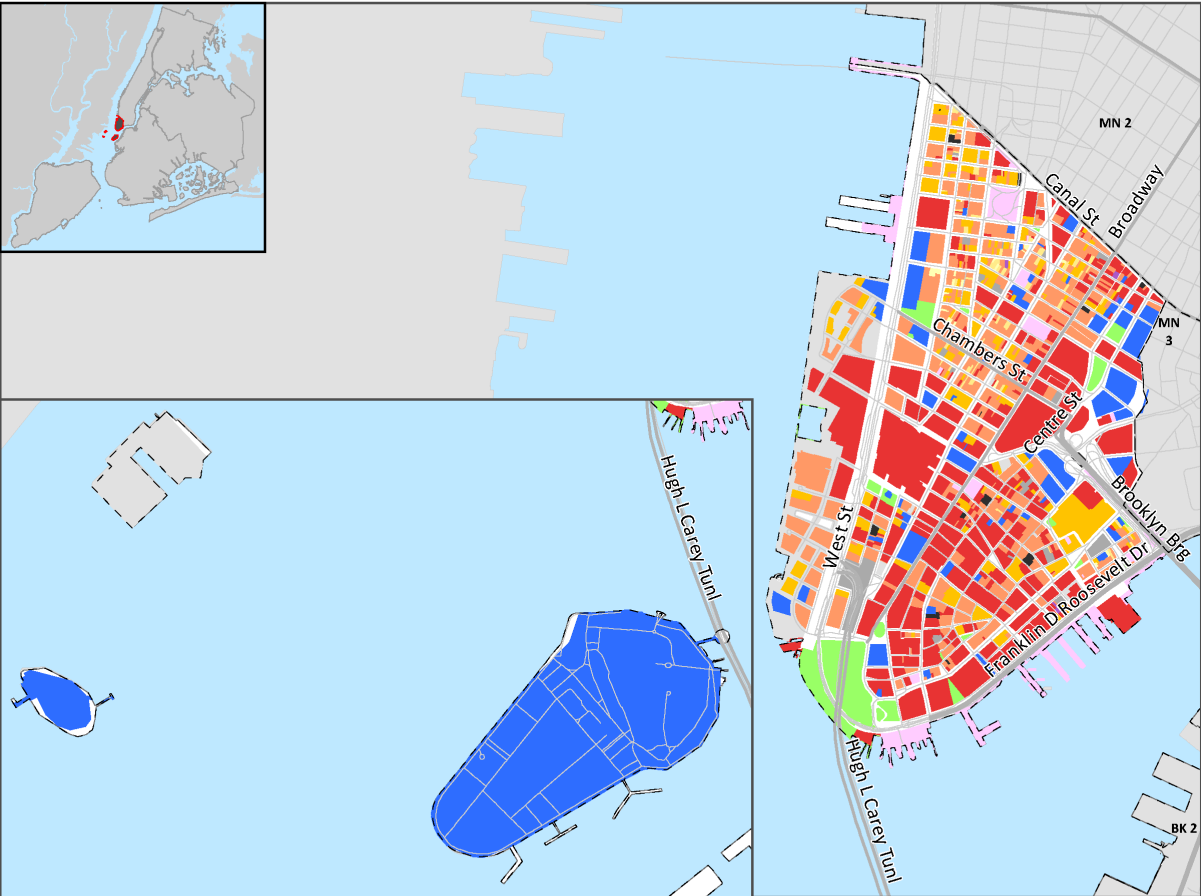 MN 2
Canal St
Broadway
MN
3
Chambers St
Centre St
Brooklyn Brg
West St
Franklin D Roosevelt Dr
Hugh L Carey Tunl
Hugh L Carey Tunl
BK 2